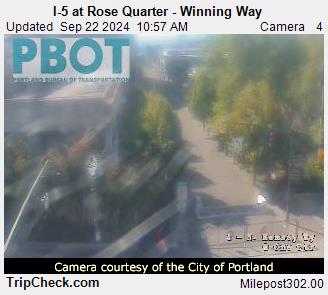 I-5 at Rose Quarter - Winning Way
Updated Sep 22 2024 10:57 AM Camera 4
PBOT
PORTLAND BUREAU OF TRANSPORTATION
Camera courtesy of the City of Portland
TripCheck.com Milepost302.00